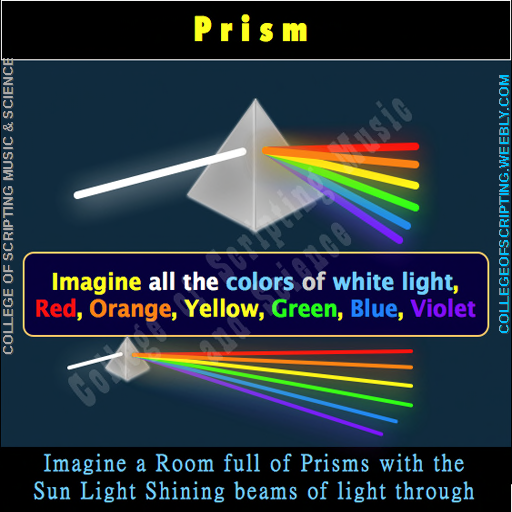 Prism
COLLEGE OF SCRIPTING MUSIC & SCIENCE
COLLEGEOFSCRIPTING.WEEBLY.COM
College of Scripting Music
and Science
Imagine all the colors of white light,
Red, Orange, Yellow, Green, Blue, Violet
Imagine a Room full of Prisms with the
Sun Light Shining beams of light through